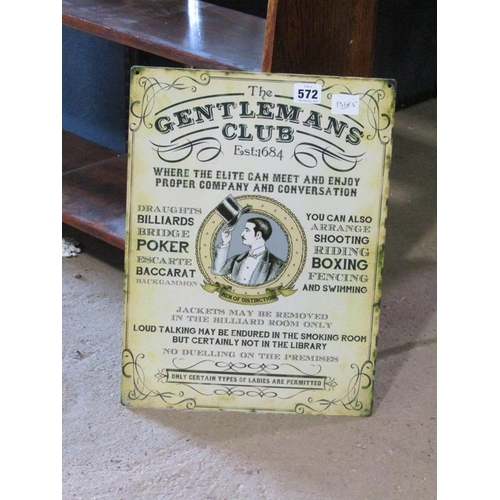 The
572
GENTLEMANS
CLUB
Est:1684
WHERE THE ELITE CAN MEET AND ENJOY
PROPER COMPANY AND CONVERSATION
DRAUGHTS
BILLIARDS
BRIDGE
POKER
ESCARTE
BACCARAT
BACKGAMMON
MEN OF DISTINCTION
YOU CAN ALSO
ARRANGE
SHOOTING
RIDING
BOXING
FENCING
AND SWIMMING
JACKETS MAY BE REMOVED
IN THE BILLIARD ROOM ONLY
LOUD TALKING MAY BE ENDURED IN THE SMOKING ROOM
BUT CERTAINLY NOT IN THE LIBRARY
NO DUELLING ON THE PREMISES
ONLY CERTAIN TYPES OF LADIES ARE PERMITTED